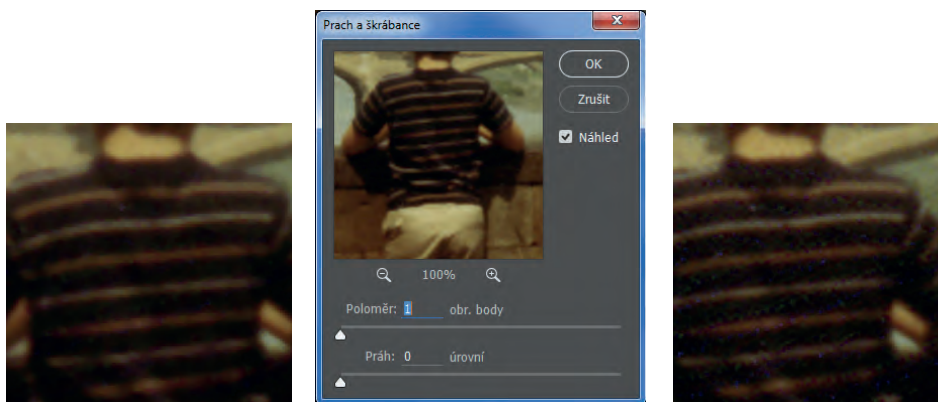 Prach a škrábance
OK
Zrušit
Náhled
100%
Poloměr: 1 obr. body
Práh: 0 úrovní